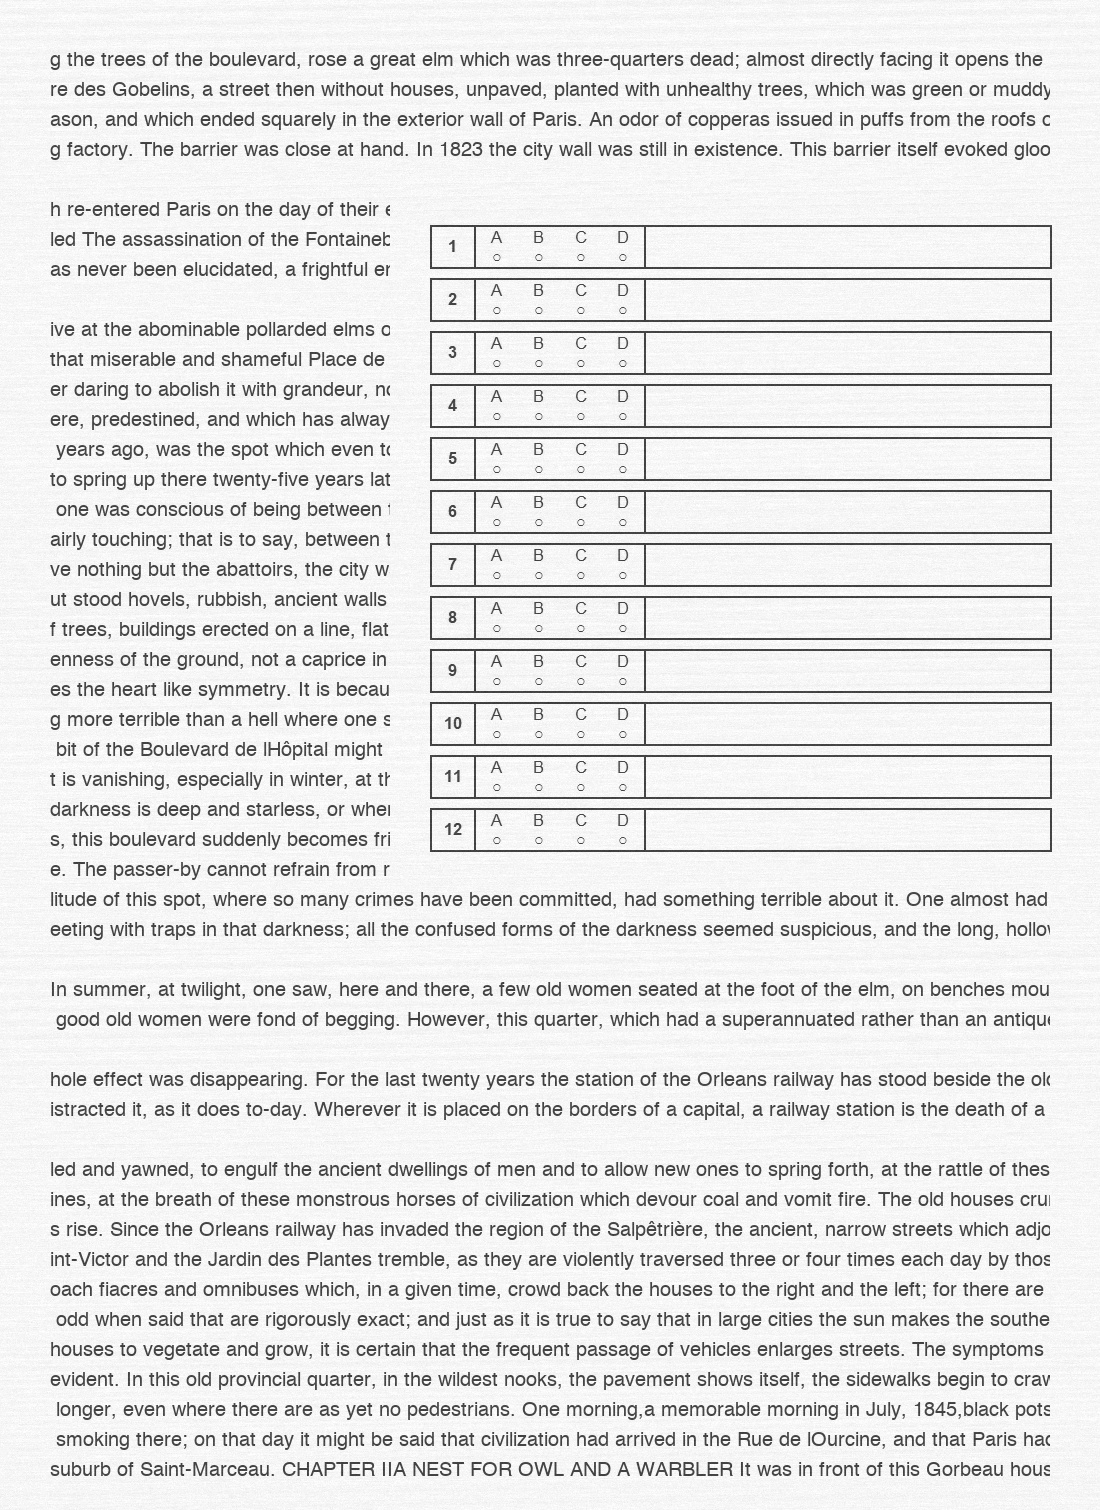 g the trees of the boulevard, rose a great elm which was three-quarters dead; almost directly facing it opens the
re des Gobelins, a street then without houses, unpaved, planted with unhealthy trees, which was green or muddy
ason, and which ended squarely in the exterior wall of Paris. An odor of copperas issued in puffs from the roofs
g factory. The barrier was close at hand. In 1823 the city wall was still in existence. This barrier itself evoked gloo
h re-entered Paris on the day of their
led The assassination of the Fontaineb
as never been elucidated, a frightful
ive at the abominable pollarded elms
that miserable and shameful Place de
er daring to abolish it with grandeur,
ere, predestined, and which has alway
years ago, was the spot which even
to spring up there twenty-five years lat
one was conscious of being between
airly touching; that is to say, between
ve nothing but the abattoirs, the city w
ut stood hovels, rubbish, ancient walls
f trees, buildings erected on a line, flat
enness of the ground, not a caprice in
es the heart like symmetry. It is becau
g more terrible than a hell where one s
bit of the Boulevard de lHôpital might
t is vanishing, especially in winter, at
darkness is deep and starless, or
s, this boulevard suddenly becomes fri
e. The passer-by cannot refrain from
1 A B C D
2 A B C D
3 A B C D
4 A B C D
5 A B C D
6 A B C D
7 A B C D
8 A B C D
9 A B C D
10 A B C D
11 A B C D
12 A B C D
litude of this spot, where so many crimes have been committed, had something terrible about it. One almost had
eeting with traps in that darkness; all the confused forms of the darkness seemed suspicious, and the long,
In summer, at twilight, one saw, here and there, a few old women seated at the foot of the elm, on benches mou
good old women were fond of begging. However, this quarter, which had a superannuated rather than an antique
hole effect was disappearing. For the last twenty years the station of the Orleans railway has stood beside the
istracted it, as it does to-day. Wherever it is placed on the borders of a capital, a railway station is the death of a
led and yawned, to engulf the ancient dwellings of men and to allow new ones to spring forth, at the rattle of thes
ines, at the breath of these monstrous horses of civilization which devour coal and vomit fire. The old houses
s rise. Since the Orleans railway has invaded the region of the Salpêtrière, the ancient, narrow streets which
int-Victor and the Jardin des Plantes tremble, as they are violently traversed three or four times each day by thos
oach fiacres and omnibuses which, in a given time, crowd back the houses to the right and the left; for there are
odd when said that are rigorously exact; and just as it is true to say that in large cities the sun makes the southe
houses to vegetate and grow, it is certain that the frequent passage of vehicles enlarges streets. The symptoms
evident. In this old provincial quarter, in the wildest nooks, the pavement shows itself, the sidewalks begin to
longer, even where there are as yet no pedestrians. One morning,a memorable morning in July, 1845,black pots
smoking there; on that day it might be said that civilization had arrived in the Rue de lOurcine, and that Paris
suburb of Saint-Marceau. CHAPTER IIA NEST FOR OWL AND A WARBLER It was in front of this Gorbeau hous